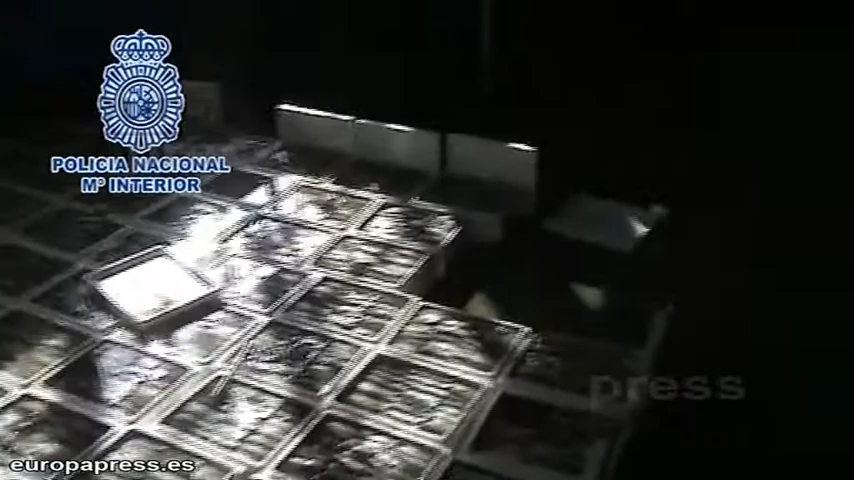 POLICIA NACIONAL
Mº INTERIOR
press
europapress.es